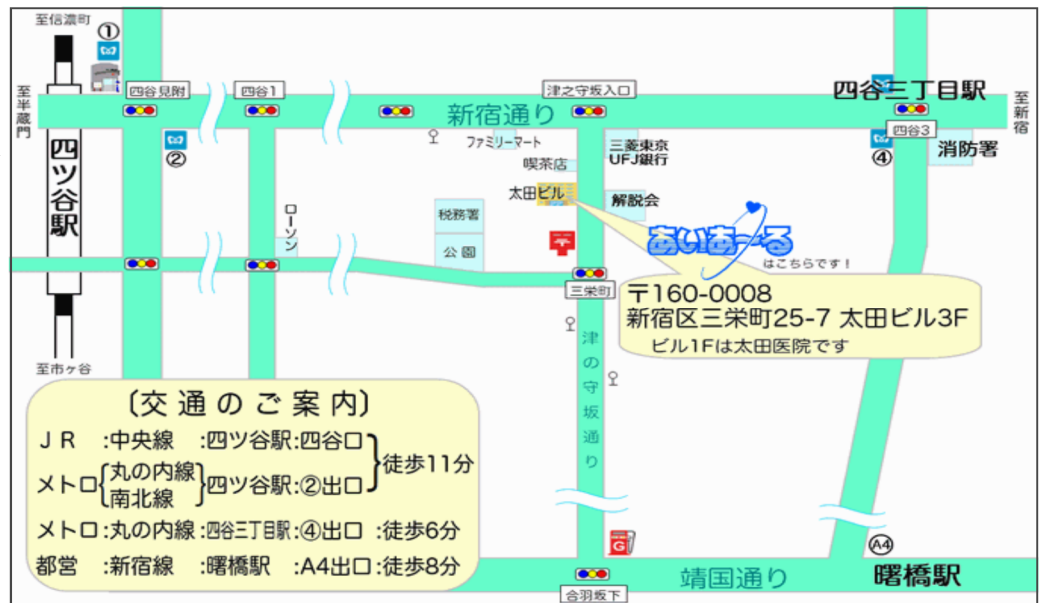 至信濃町
①
四谷見附
四谷1
津之守坂入口
四谷三丁目駅
至半蔵門
新宿通り
至新宿
四谷3
②
ファミリーマート
三菱東京
UFJ銀行
④
消防署
四ツ谷駅
喫茶店
太田ビル
解説会
ローソン
税務署
公園
〒
あいあ~る
はこちらです!
三栄町
〒160-0008
新宿区三栄町25-7 太田ビル3F
ビル1Fは太田医院です
至市ヶ谷
津の守坂通り
〔交通のご案内〕
JR :中央線 :四ツ谷駅:四谷口
メトロ{丸の内線 南北線}四ツ谷駅:②出口
}徒歩11分
メトロ:丸の内線:四谷三丁目駅:④出口 :徒歩6分
都営 :新宿線 :曙橋駅 :A4出口:徒歩8分
G
A4
靖国通り
曙橋駅
合羽坂下